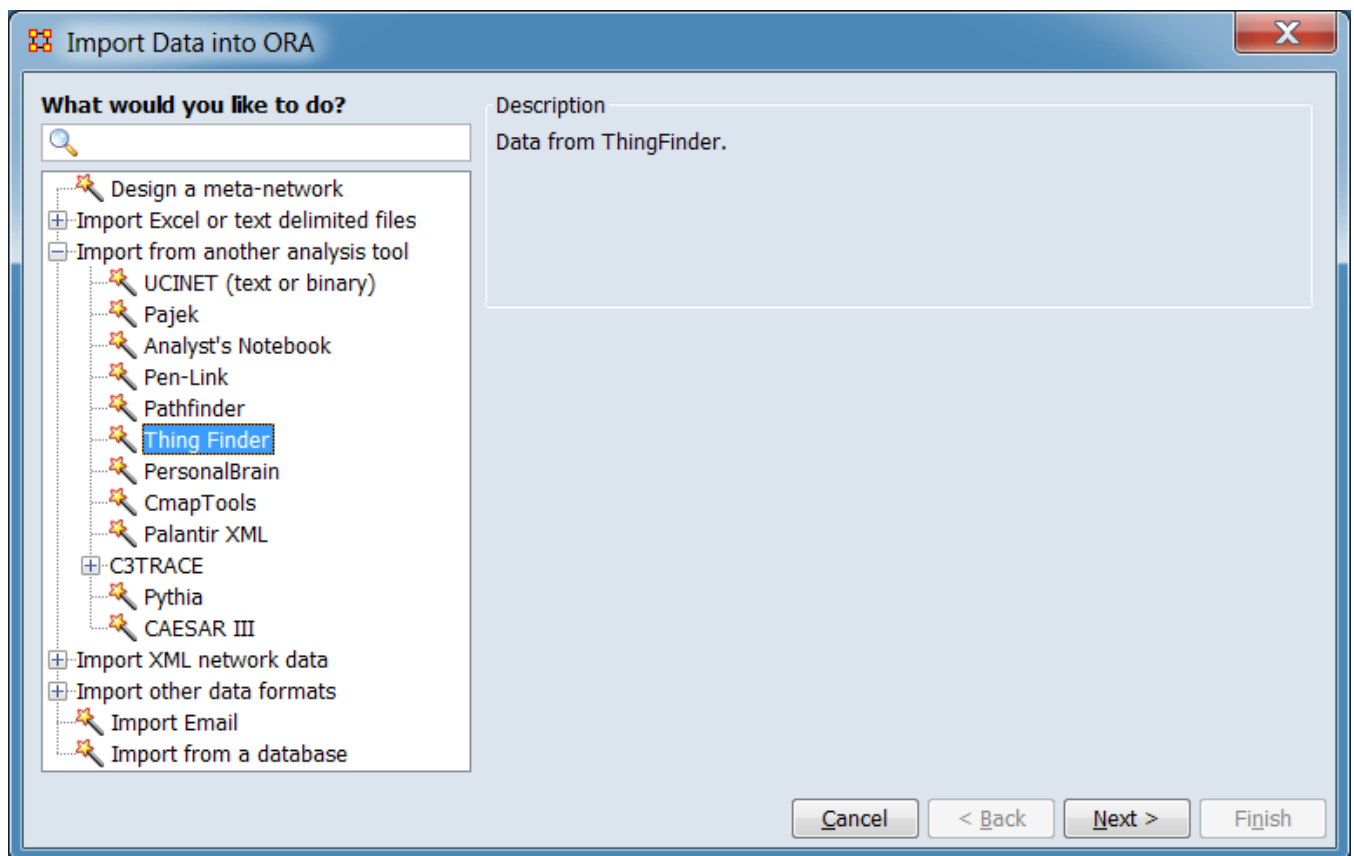 Import Data into ORA
X
What would you like to do?
Design a meta-network
Import Excel or text delimited files
Import from another analysis tool
UCINET (text or binary)
Pajek
Analyst's Notebook
Pen-Link
Pathfinder
Thing Finder
PersonalBrain
CmapTools
Palantir XML
C3TRACE
Pythia
CAESAR III
Import XML network data
Import other data formats
Import Email
Import from a database
Description
Data from ThingFinder.
Cancel
< Back
Next >
Finish